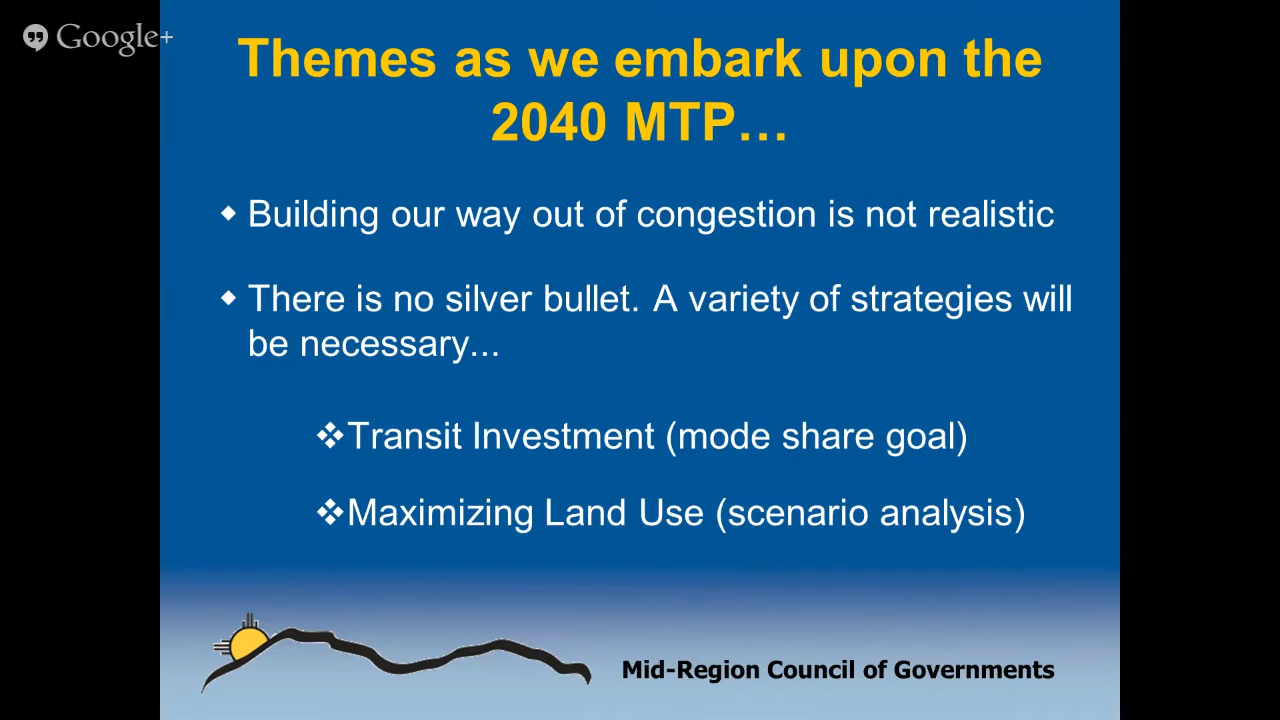 Google+
Themes as we embark upon the
2040 MTP…
Building our way out of congestion is not realistic
There is no silver bullet. A variety of strategies will
be necessary...
Transit Investment (mode share goal)
Maximizing Land Use (scenario analysis)
Mid-Region Council of Governments